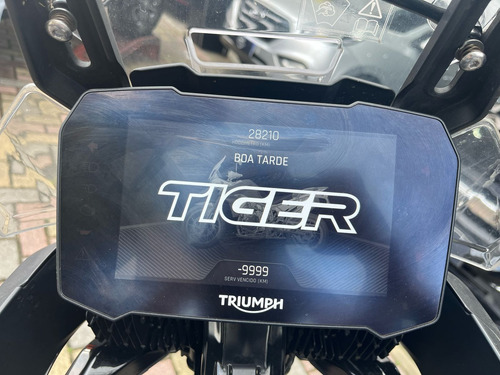 28210
BOA TARDE
TIGER
-9999
SERV VENCIDO (KM)
TRIUMPH